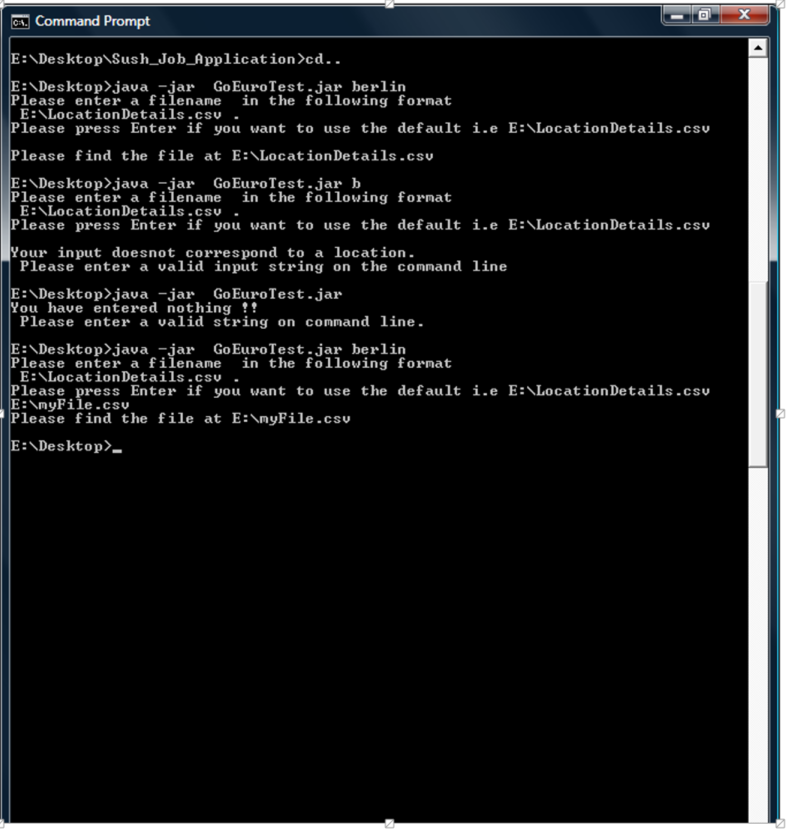 Command Prompt
E:\Desktop\Sush_Job_Application>cd..
E:\Desktop>java -jar  GoEuroTest.jar berlin
Please enter a filename  in the following format
 E:\LocationDetails.csv .
Please press Enter if you want to use the default i.e E:\LocationDetails.csv
Please find the file at E:\LocationDetails.csv
E:\Desktop>java -jar  GoEuroTest.jar b
Please enter a filename  in the following format
 E:\LocationDetails.csv .
Please press Enter if you want to use the default i.e E:\LocationDetails.csv
Your input doesnot correspond to a location.
 Please enter a valid input string on the command line
E:\Desktop>java -jar  GoEuroTest.jar
You have entered nothing !!
 Please enter a valid string on command line.
E:\Desktop>java -jar  GoEuroTest.jar berlin
Please enter a filename  in the following format
 E:\LocationDetails.csv .
Please press Enter if you want to use the default i.e E:\LocationDetails.csv
E:\myFile.csv
Please find the file at E:\myFile.csv
E:\Desktop>_